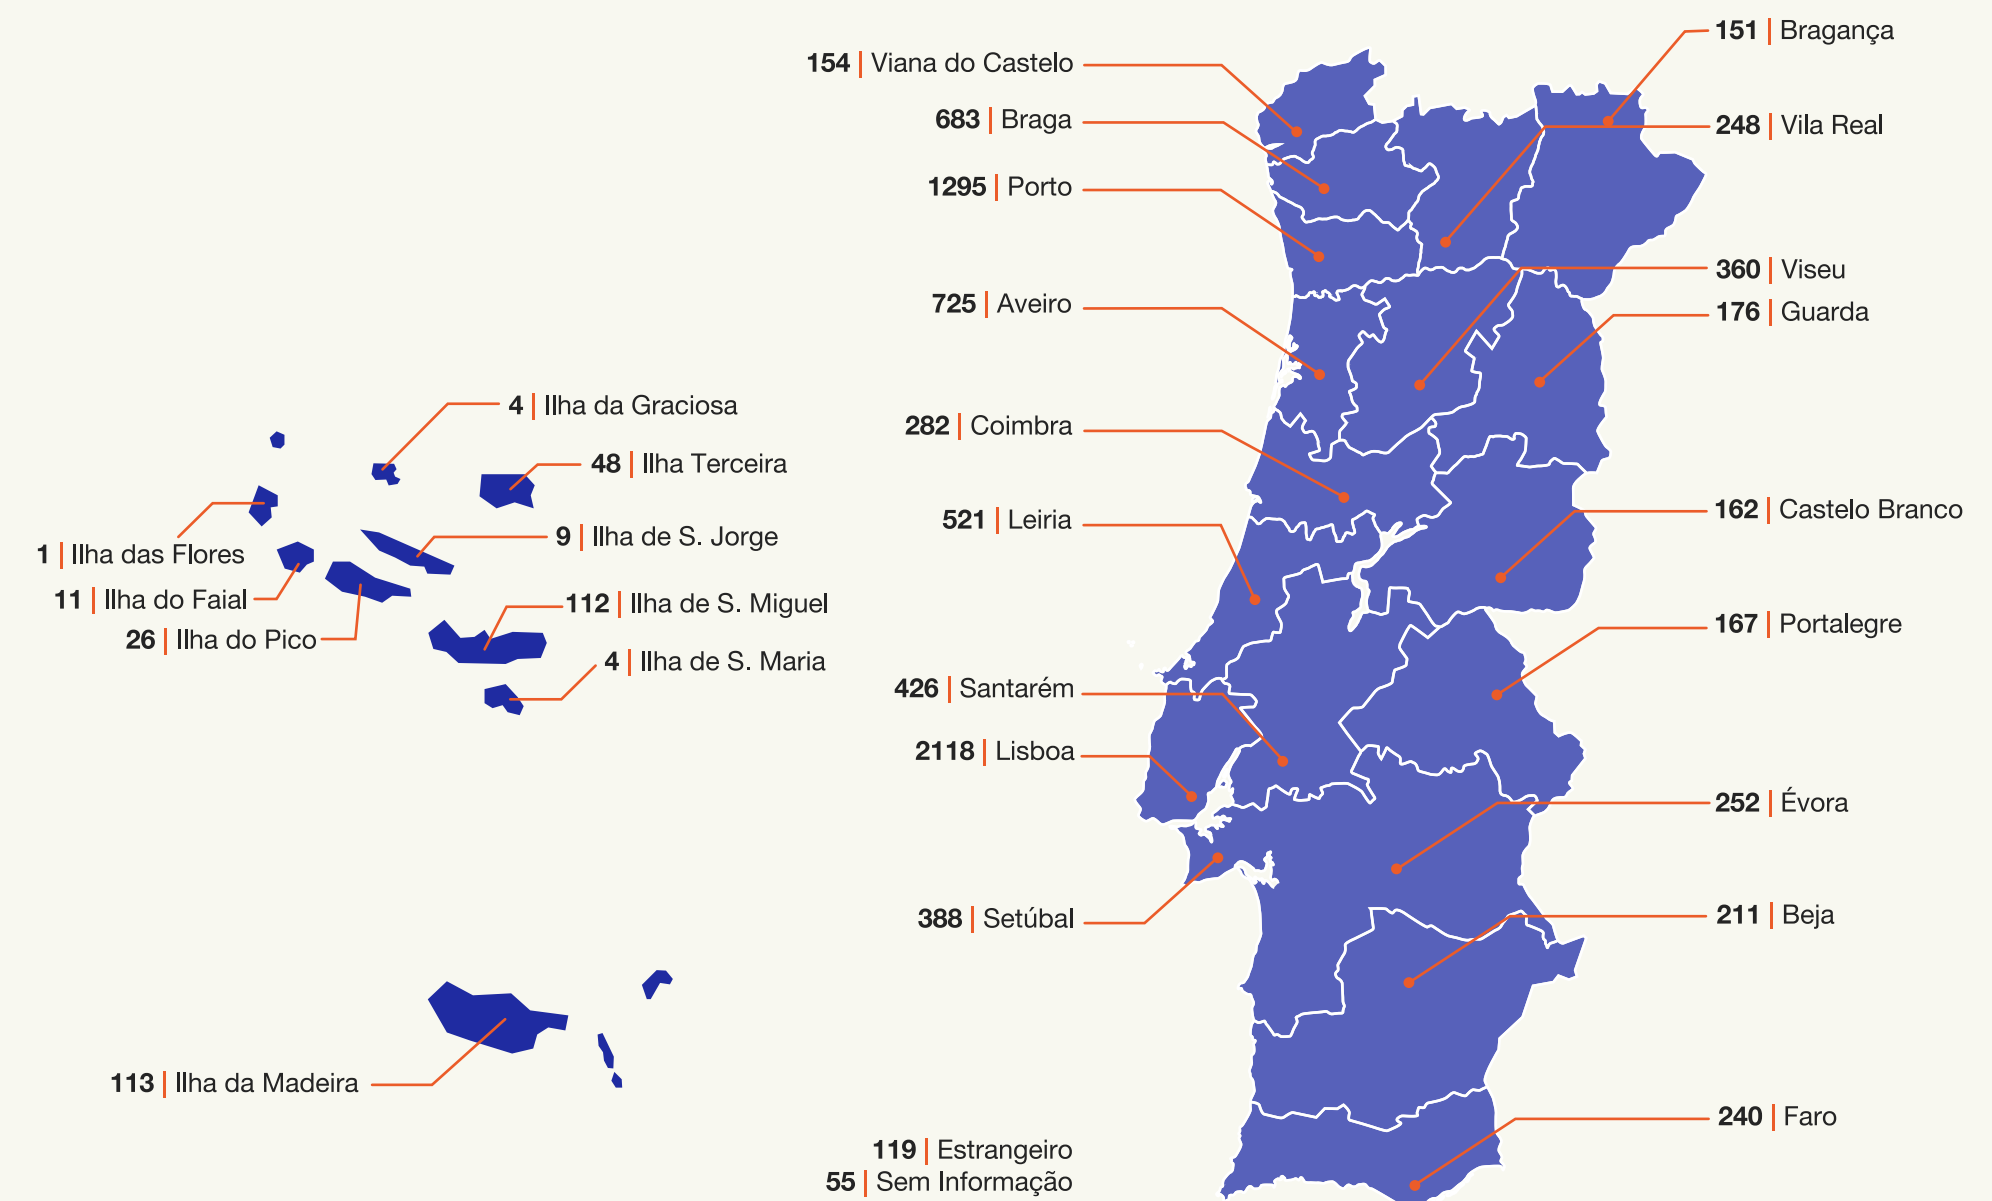 154 | Viana do Castelo
683 | Braga
1295 | Porto
725 | Aveiro
282 | Coimbra
521 | Leiria
426 | Santarém
2118 | Lisboa
388 | Setúbal
151 | Bragança
248 | Vila Real
360 | Viseu
176 | Guarda
162 | Castelo Branco
167 | Portalegre
252 | Évora
211 | Beja
240 | Faro
4 | Ilha da Graciosa
48 | Ilha Terceira
9 | Ilha de S. Jorge
1 | Ilha das Flores
11 | Ilha do Faial
26 | Ilha do Pico
112 | Ilha de S. Miguel
4 | Ilha de S. Maria
113 | Ilha da Madeira
119 | Estrangeiro
55 | Sem Informação